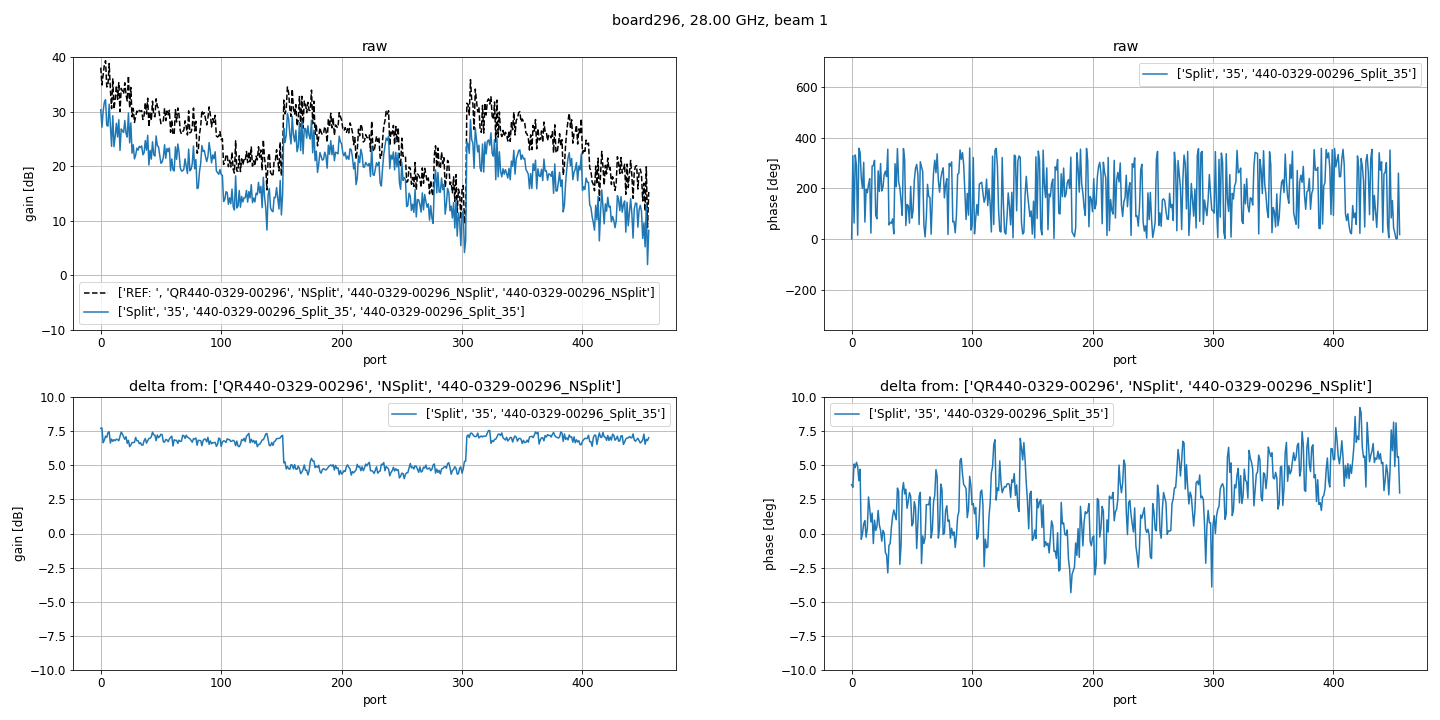 board296, 28.00 GHz, beam 1
raw
40
30
20
10
0
−10
gain [dB]
0
100
200
300
400
port
['REF: ', 'QR440-0329-00296', 'NSplit', '440-0329-00296_NSplit', '440-0329-00296_NSplit']
['Split', '35', '440-0329-00296_Split_35', '440-0329-00296_Split_35']
raw
600
400
200
0
−200
phase [deg]
0
100
200
300
400
port
['Split', '35', '440-0329-00296_Split_35']
delta from: ['QR440-0329-00296', 'NSplit', '440-0329-00296_NSplit']
10.0
7.5
5.0
2.5
0.0
−2.5
−5.0
−7.5
−10.0
gain [dB]
0
100
200
300
400
port
['Split', '35', '440-0329-00296_Split_35']
delta from: ['QR440-0329-00296', 'NSplit', '440-0329-00296_NSplit']
10.0
7.5
5.0
2.5
0.0
−2.5
−5.0
−7.5
−10.0
phase [deg]
0
100
200
300
400
port
['Split', '35', '440-0329-00296_Split_35']